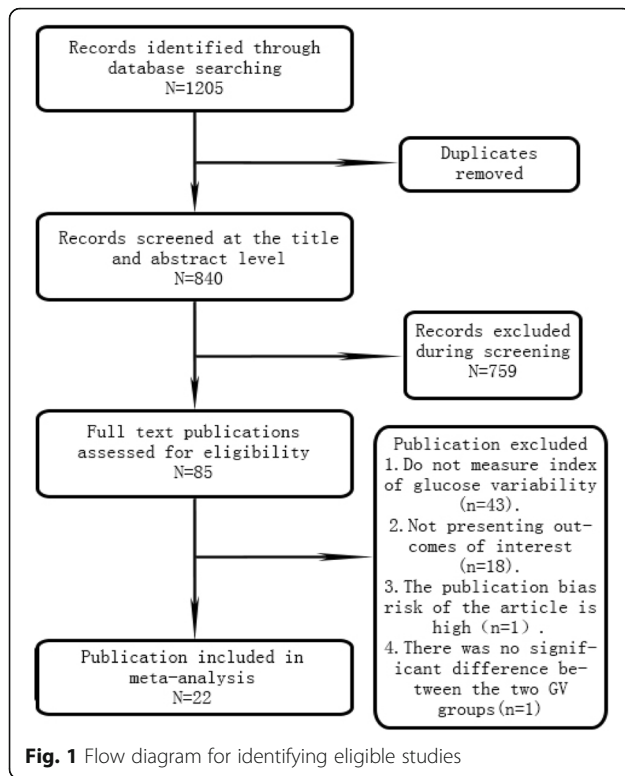 Records identified through
database searching
N=1205
Duplicates
removed
Records screened at the title
and abstract level
N=840
Records excluded
during screening
N=759
Full text publications
assessed for eligibility
N=85
Publication excluded
1. Do not measure index
of glucose variability
(n=43).
2. Not presenting out-
comes of interest
(n=18).
3. The publication bias
risk of the article is
high (n=1) .
4. There was no signif-
icant difference be-
tween the two GV
groups(n=1)
Publication included in
meta-analysis
N=22
Fig. 1 Flow diagram for identifying eligible studies